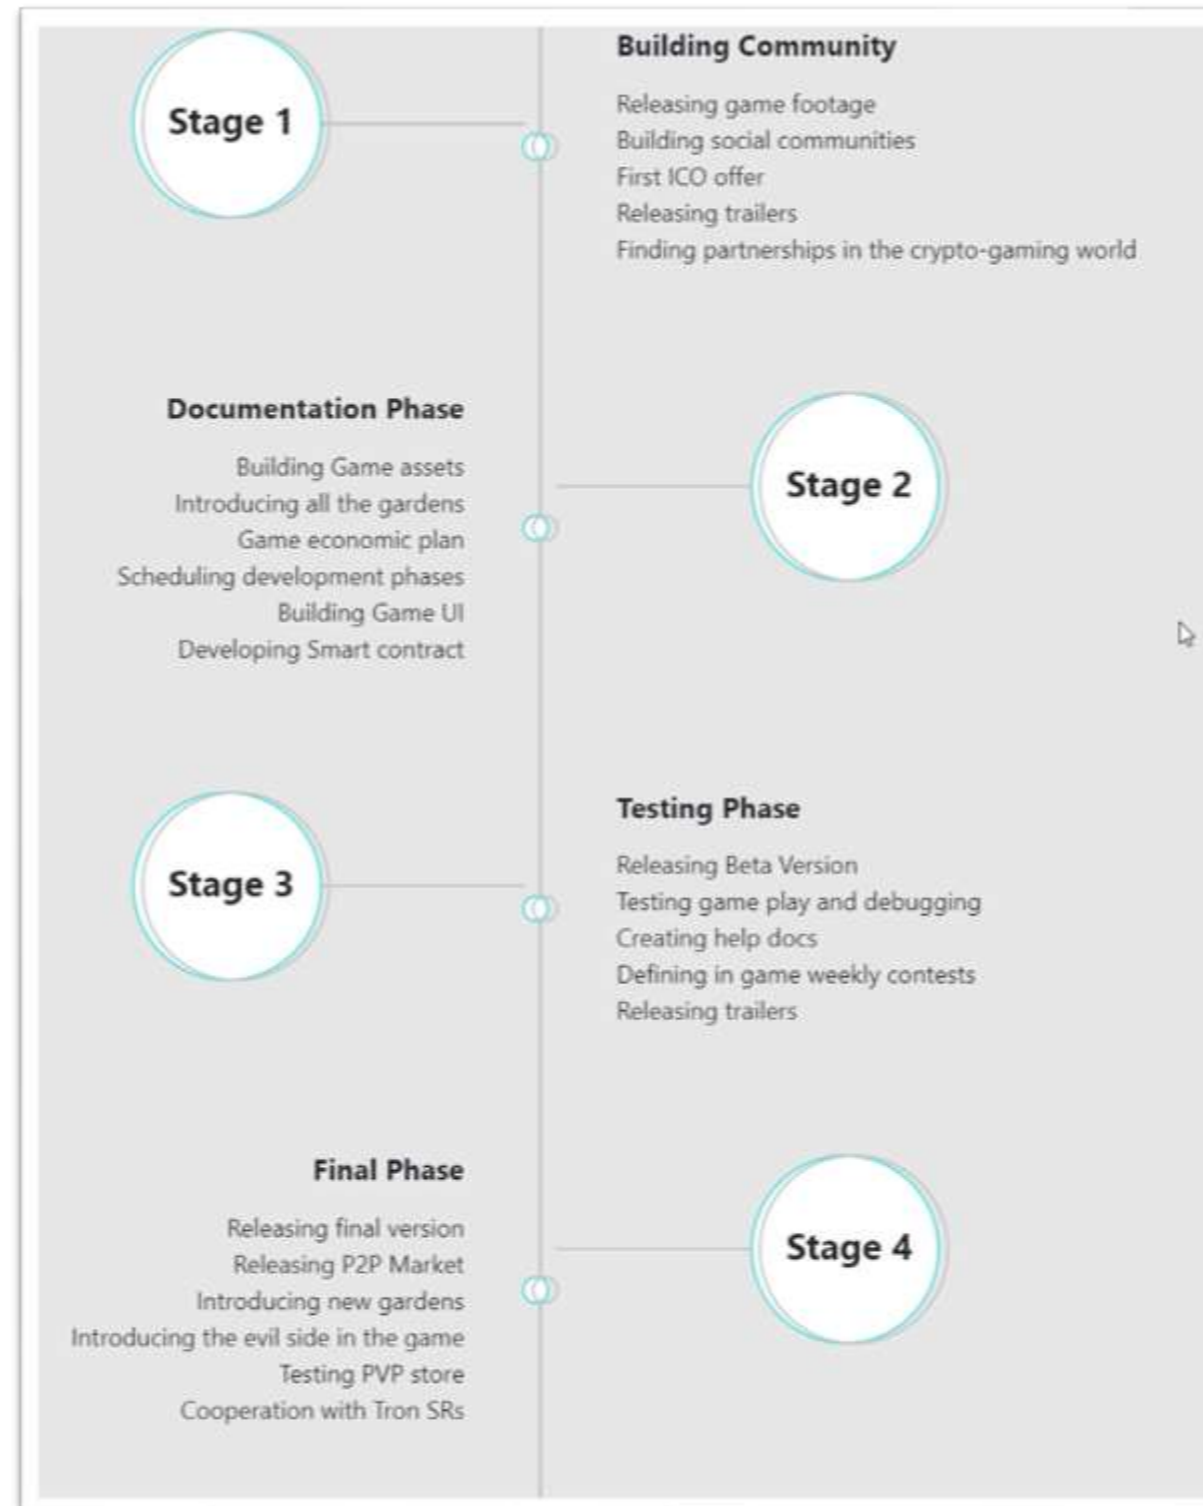 Stage 1
Building Community
Releasing game footage
Building social communities
First ICO offer
Releasing trailers
Finding partnerships in the crypto-gaming world
Documentation Phase
Building Game assets
Introducing all the gardens
Game economic plan
Scheduling development phases
Building Game UI
Developing Smart contract
Stage 2
Stage 3
Testing Phase
Releasing Beta Version
Testing game play and debugging
Creating help docs
Defining in game weekly contests
Releasing trailers
Final Phase
Releasing final version
Releasing P2P Market
Introducing new gardens
Introducing the evil side in the game
Testing PVP store
Cooperation with Tron SRs
Stage 4